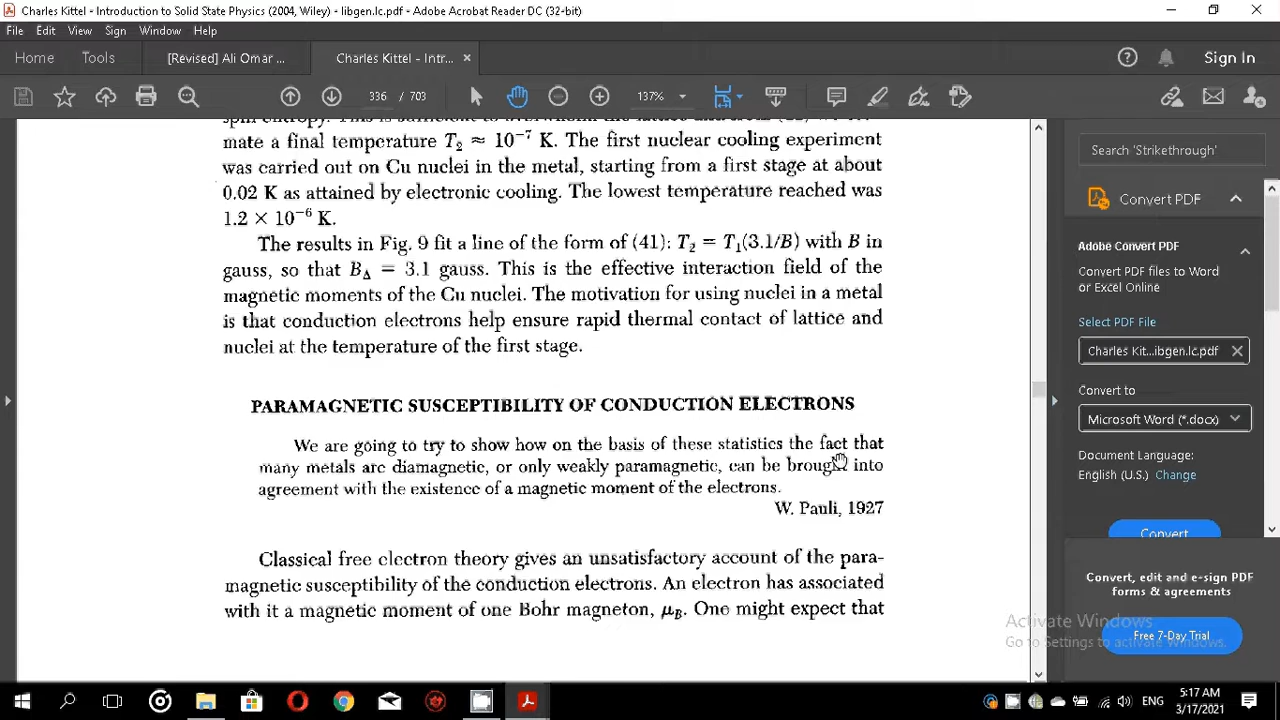 Charles Kittel - Introduction to Solid State Physics (2004, Wiley) - libgen.lc.pdf - Adobe Acrobat Reader DC (32-bit)
File Edit View Sign Window Help
Home Tools [Revised] Ali Omar ... Charles Kittel - Intr... × Sign In
336 / 703 137%
mate a final temperature T₂ ≈ 10⁻⁷ K. The first nuclear cooling experiment
was carried out on Cu nuclei in the metal, starting from a first stage at about
0.02 K as attained by electronic cooling. The lowest temperature reached was
1.2 × 10⁻⁶ K.
The results in Fig. 9 fit a line of the form of (41): T₂ = T₁(3.1/B) with B in
gauss, so that B_Δ = 3.1 gauss. This is the effective interaction field of the
magnetic moments of the Cu nuclei. The motivation for using nuclei in a metal
is that conduction electrons help ensure rapid thermal contact of lattice and
nuclei at the temperature of the first stage.
PARAMAGNETIC SUSCEPTIBILITY OF CONDUCTION ELECTRONS
We are going to try to show how on the basis of these statistics the fact that
many metals are diamagnetic, or only weakly paramagnetic, can be brought into
agreement with the existence of a magnetic moment of the electrons.
W. Pauli, 1927
Classical free electron theory gives an unsatisfactory account of the para-
magnetic susceptibility of the conduction electrons. An electron has associated
with it a magnetic moment of one Bohr magneton, μ_B. One might expect that
Search 'Strikethrough'
Convert PDF
Adobe Convert PDF
Convert PDF files to Word
or Excel Online
Select PDF File
Charles Kit...ibgen.lc.pdf ×
Convert to
Microsoft Word (*.docx)
Document Language:
English (U.S.) Change
Convert
Convert, edit and e-sign PDF
forms & agreements
Free 7-Day Trial
Activate Windows
Go to Settings to activate Windows.
ENG
5:17 AM
3/17/2021